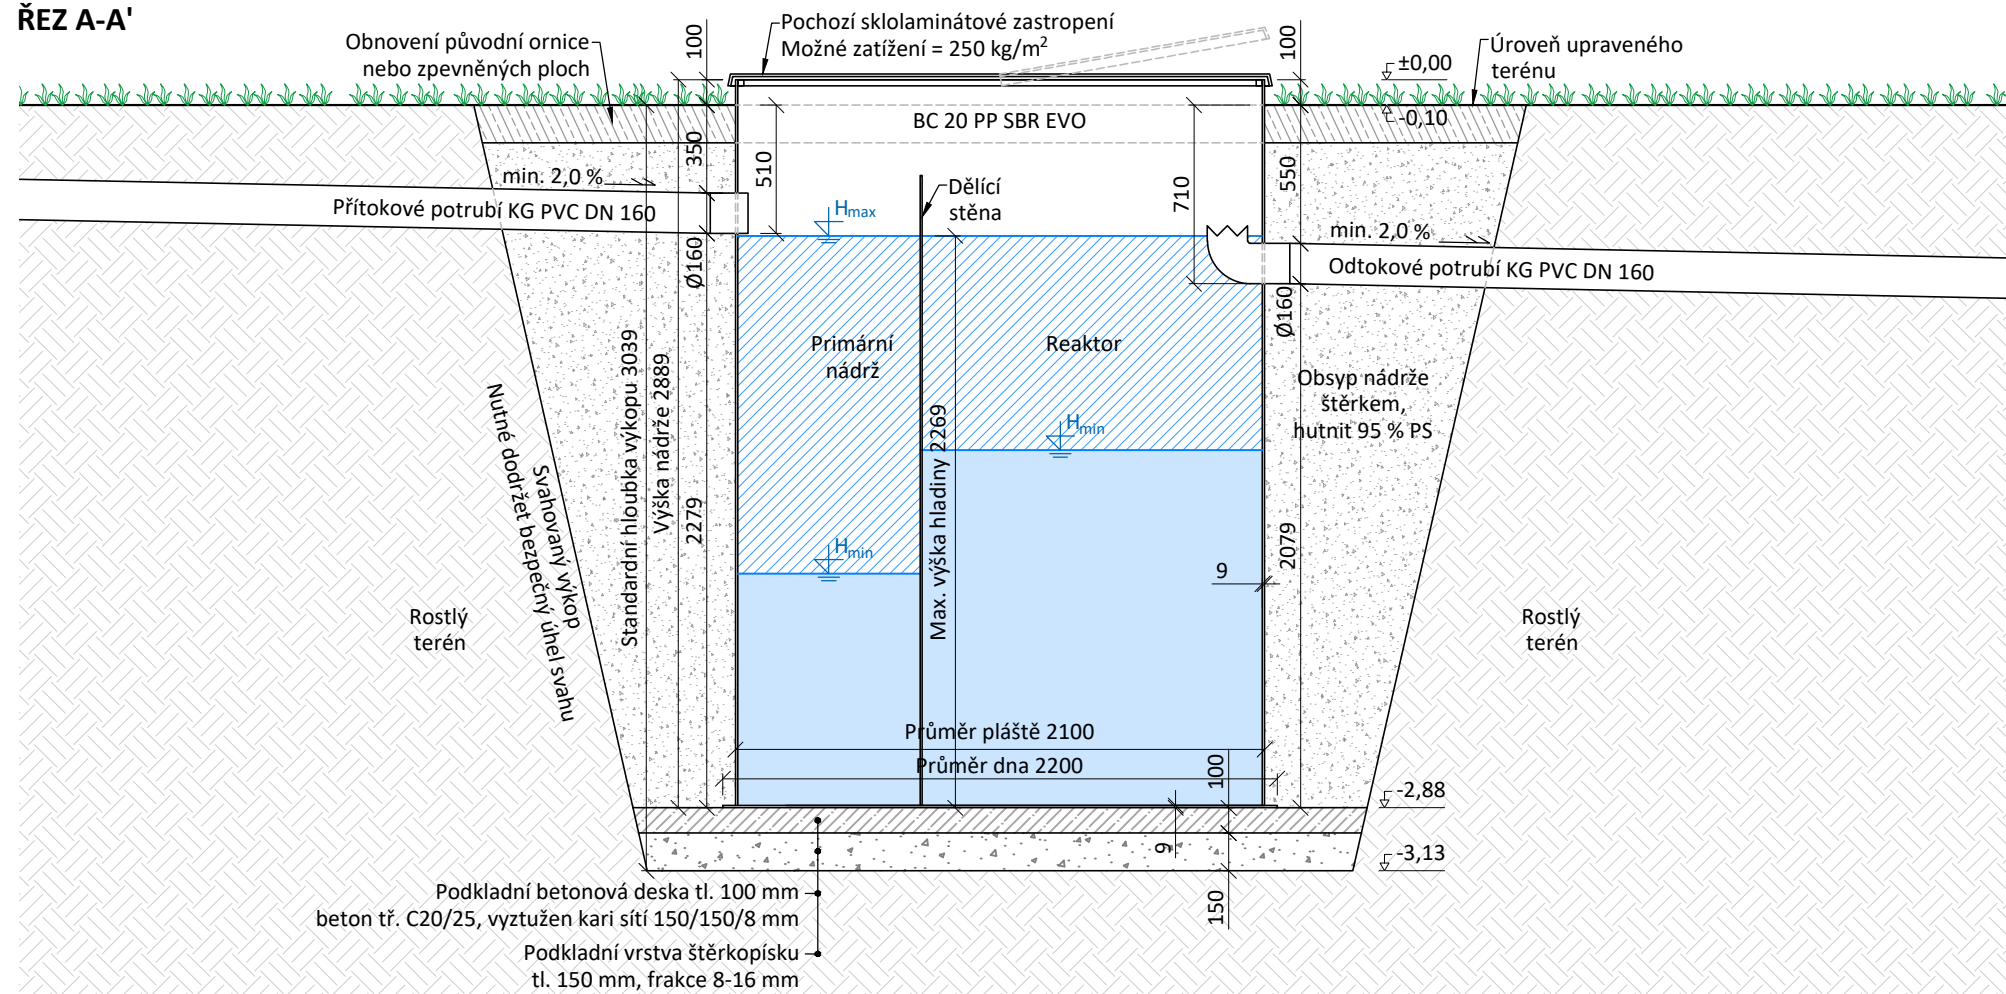 ŘEZ A-A'
Pochozí sklolaminátové zastropení
Možné zatížení = 250 kg/m²
Obnovení původní ornice
nebo zpevněných ploch
100
100
±0,00
Úroveň upraveného
terénu
-0,10
BC 20 PP SBR EVO
350
510
710
550
min. 2,0 %
Přítokové potrubí KG PVC DN 160
Dělící
stěna
Hmax
min. 2,0 %
Odtokové potrubí KG PVC DN 160
Ø160
Ø160
Primární
nádrž
Reaktor
Obsyp nádrže
štěrkem,
hutnit 95 % PS
Hmin
Hmin
Standardní hloubka výkopu 3039
Výška nádrže 2889
2279
Max. výška hladiny 2269
2079
9
Svahovaný výkop
Nutné dodržet bezpečný úhel svahu
Rostlý
terén
Rostlý
terén
Průměr pláště 2100
Průměr dna 2200
100
-2,88
9
-3,13
150
Podkladní betonová deska tl. 100 mm
beton tř. C20/25, vyztužen kari sítí 150/150/8 mm
Podkladní vrstva štěrkopísku
tl. 150 mm, frakce 8-16 mm